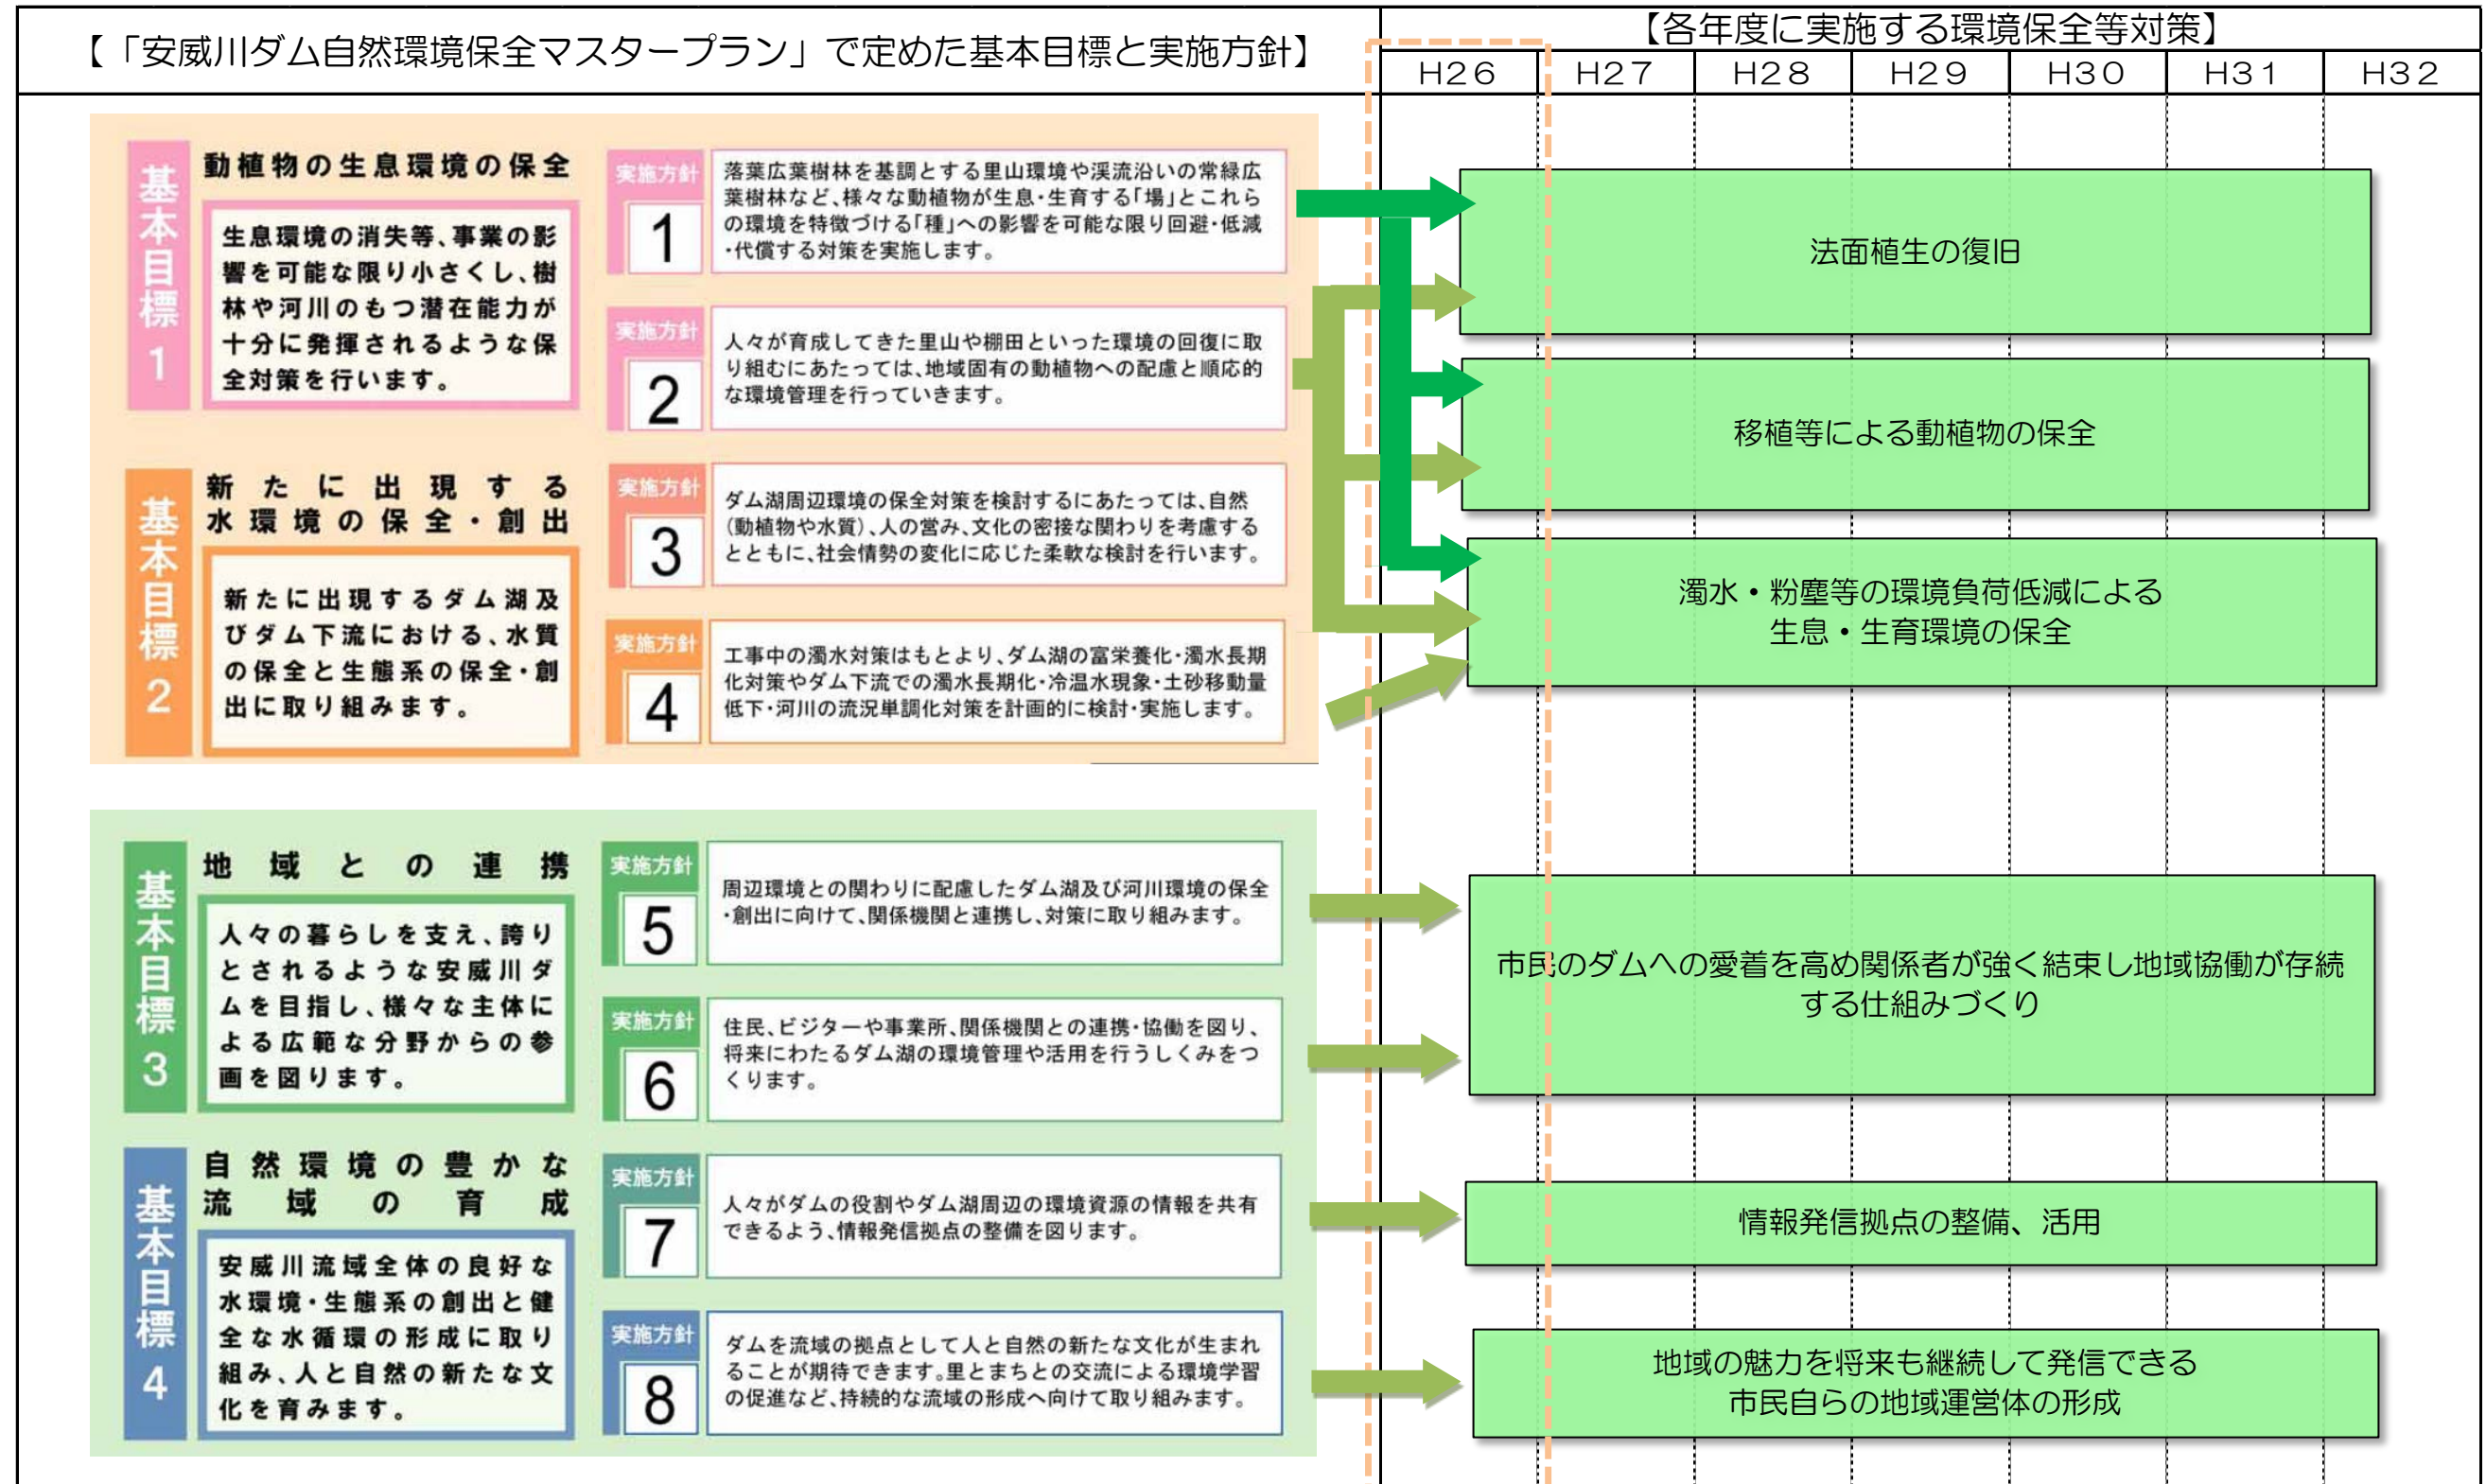 【「安威川ダム自然環境保全マスタープラン」で定めた基本目標と実施方針】
【各年度に実施する環境保全等対策】
H26 H27 H28 H29 H30 H31 H32
基本目標1
動植物の生息環境の保全
生息環境の消失等、事業の影
響を可能な限り小さくし、樹
林や河川のもつ潜在能力が
十分に発揮されるような保
全対策を行います。
実施方針
1
落葉広葉樹林を基調とする里山環境や渓流沿いの常緑広
葉樹林など、様々な動植物が生息・生育する「場」とこれら
の環境を特徴づける「種」への影響を可能な限り回避・低減
・代償する対策を実施します。
実施方針
2
人々が育成してきた里山や棚田といった環境の回復に取
り組むにあたっては、地域固有の動植物への配慮と順応的
な環境管理を行っていきます。
基本目標2
新たに出現する
水環境の保全・創出
新たに出現するダム湖及
びダム下流における、水質
の保全と生態系の保全・創
出に取り組みます。
実施方針
3
ダム湖周辺環境の保全対策を検討するにあたっては、自然
(動植物や水質)、人の営み、文化の密接な関わりを考慮する
とともに、社会情勢の変化に応じた柔軟な検討を行います。
実施方針
4
工事中の濁水対策はもとより、ダム湖の富栄養化・濁水長期
化対策やダム下流での濁水長期化・冷温水現象・土砂移動量
低下・河川の流況単調化対策を計画的に検討・実施します。
法面植生の復旧
移植等による動植物の保全
濁水・粉塵等の環境負荷低減による
生息・生育環境の保全
基本目標3
地域との連携
人々の暮らしを支え、誇り
とされるような安威川ダ
ムを目指し、様々な主体に
よる広範な分野からの参
画を図ります。
実施方針
5
周辺環境との関わりに配慮したダム湖及び河川環境の保全
・創出に向けて、関係機関と連携し、対策に取り組みます。
実施方針
6
住民、ビジターや事業所、関係機関との連携・協働を図り、
将来にわたるダム湖の環境管理や活用を行うしくみをつ
くります。
基本目標4
自然環境の豊かな
流域の育成
安威川流域全体の良好な
水環境・生態系の創出と健
全な水循環の形成に取り
組み、人と自然の新たな文
化を育みます。
実施方針
7
人々がダムの役割やダム湖周辺の環境資源の情報を共有
できるよう、情報発信拠点の整備を図ります。
実施方針
8
ダムを流域の拠点として人と自然の新たな文化が生まれ
ることが期待できます。里とまちとの交流による環境学習
の促進など、持続的な流域の形成へ向けて取り組みます。
市民のダムへの愛着を高め関係者が強く結束し地域協働が存続
する仕組みづくり
情報発信拠点の整備、活用
地域の魅力を将来も継続して発信できる
市民自らの地域運営体の形成